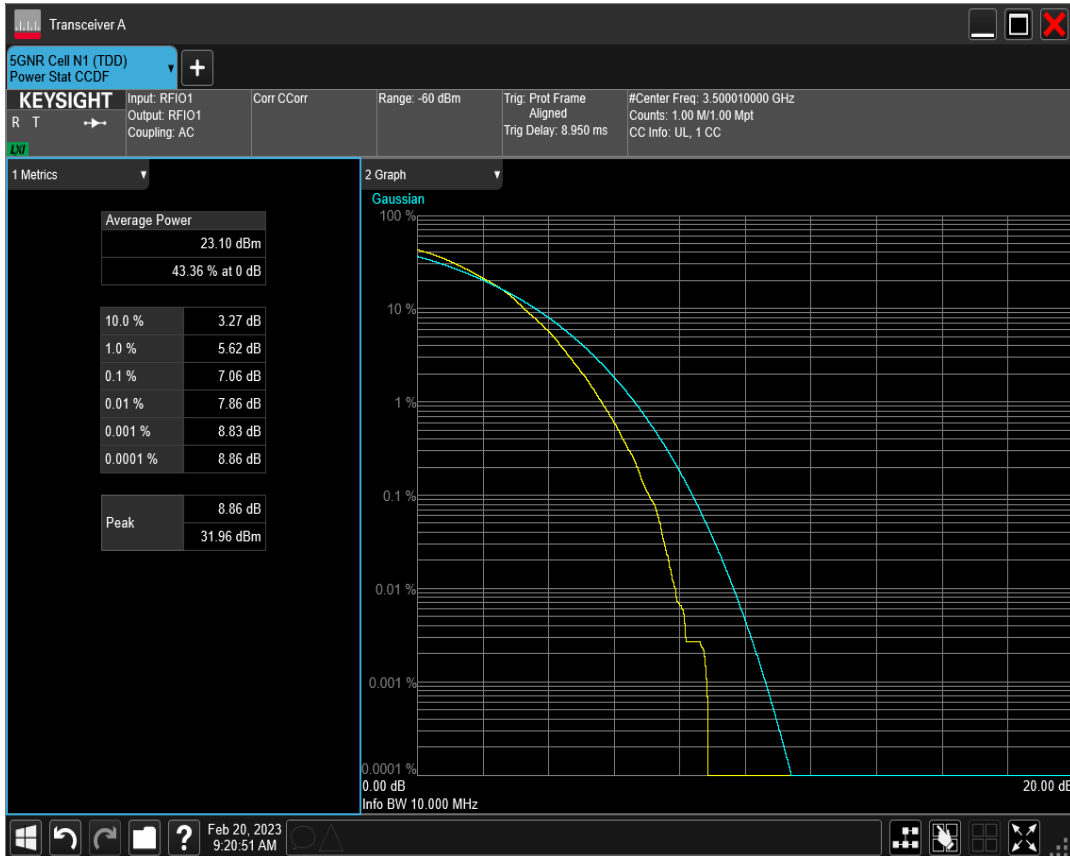 Transceiver A
5GNR Cell N1 (TDD)
Power Stat CCDF
+
KEYSIGHT
R T
LXI
Input: RFIO1
Output: RFIO1
Coupling: AC
Corr CCorr
Range: -60 dBm
Trig: Prot Frame
Aligned
Trig Delay: 8.950 ms
#Center Freq: 3.500010000 GHz
Counts: 1.00 M/1.00 Mpt
CC Info: UL, 1 CC
1 Metrics
Average Power
23.10 dBm
43.36 % at 0 dB
10.0 % 3.27 dB
1.0 % 5.62 dB
0.1 % 7.06 dB
0.01 % 7.86 dB
0.001 % 8.83 dB
0.0001 % 8.86 dB
Peak
8.86 dB
31.96 dBm
2 Graph
Gaussian
100 %
10 %
1 %
0.1 %
0.01 %
0.001 %
0.0001 %
0.00 dB
20.00 dB
Info BW 10.000 MHz
?
Feb 20, 2023
9:20:51 AM